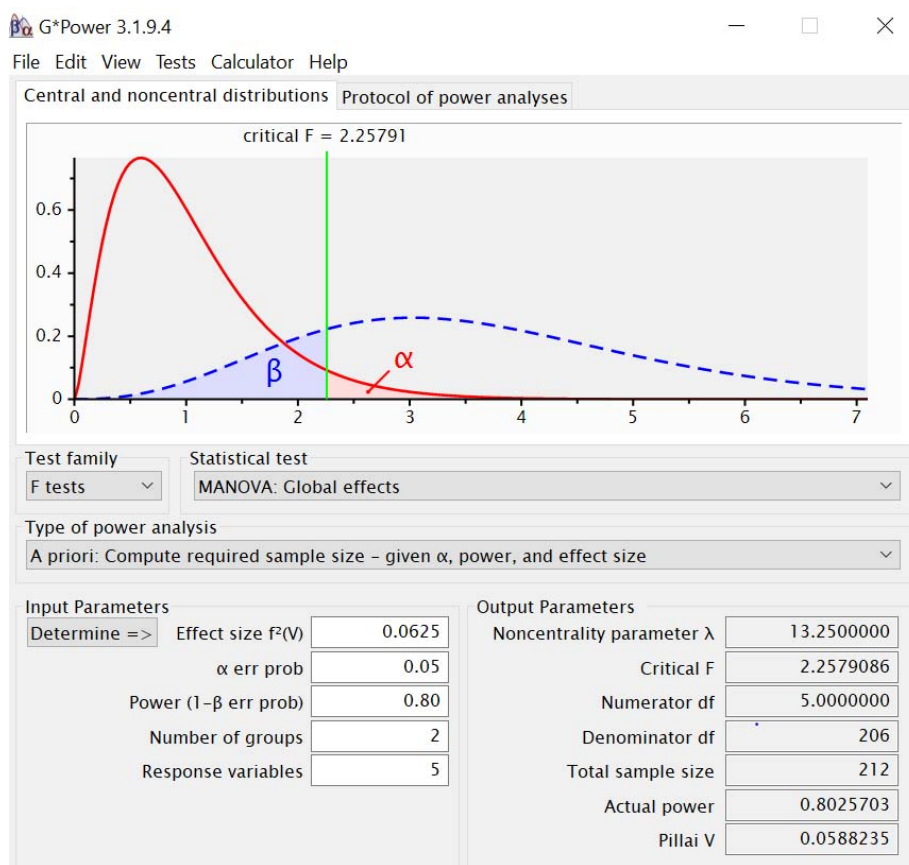 βα G*Power 3.1.9.4
File Edit View Tests Calculator Help
Central and noncentral distributions Protocol of power analyses
critical F = 2.25791
0.6
0.4
0.2
0
β
α
0 1 2 3 4 5 6 7
Test family Statistical test
F tests MANOVA: Global effects
Type of power analysis
A priori: Compute required sample size – given α, power, and effect size
Input Parameters Output Parameters
Determine => Effect size f²(V) 0.0625 Noncentrality parameter λ 13.2500000
α err prob 0.05 Critical F 2.2579086
Power (1-β err prob) 0.80 Numerator df 5.0000000
Number of groups 2 Denominator df 206
Response variables 5 Total sample size 212
Actual power 0.8025703
Pillai V 0.0588235